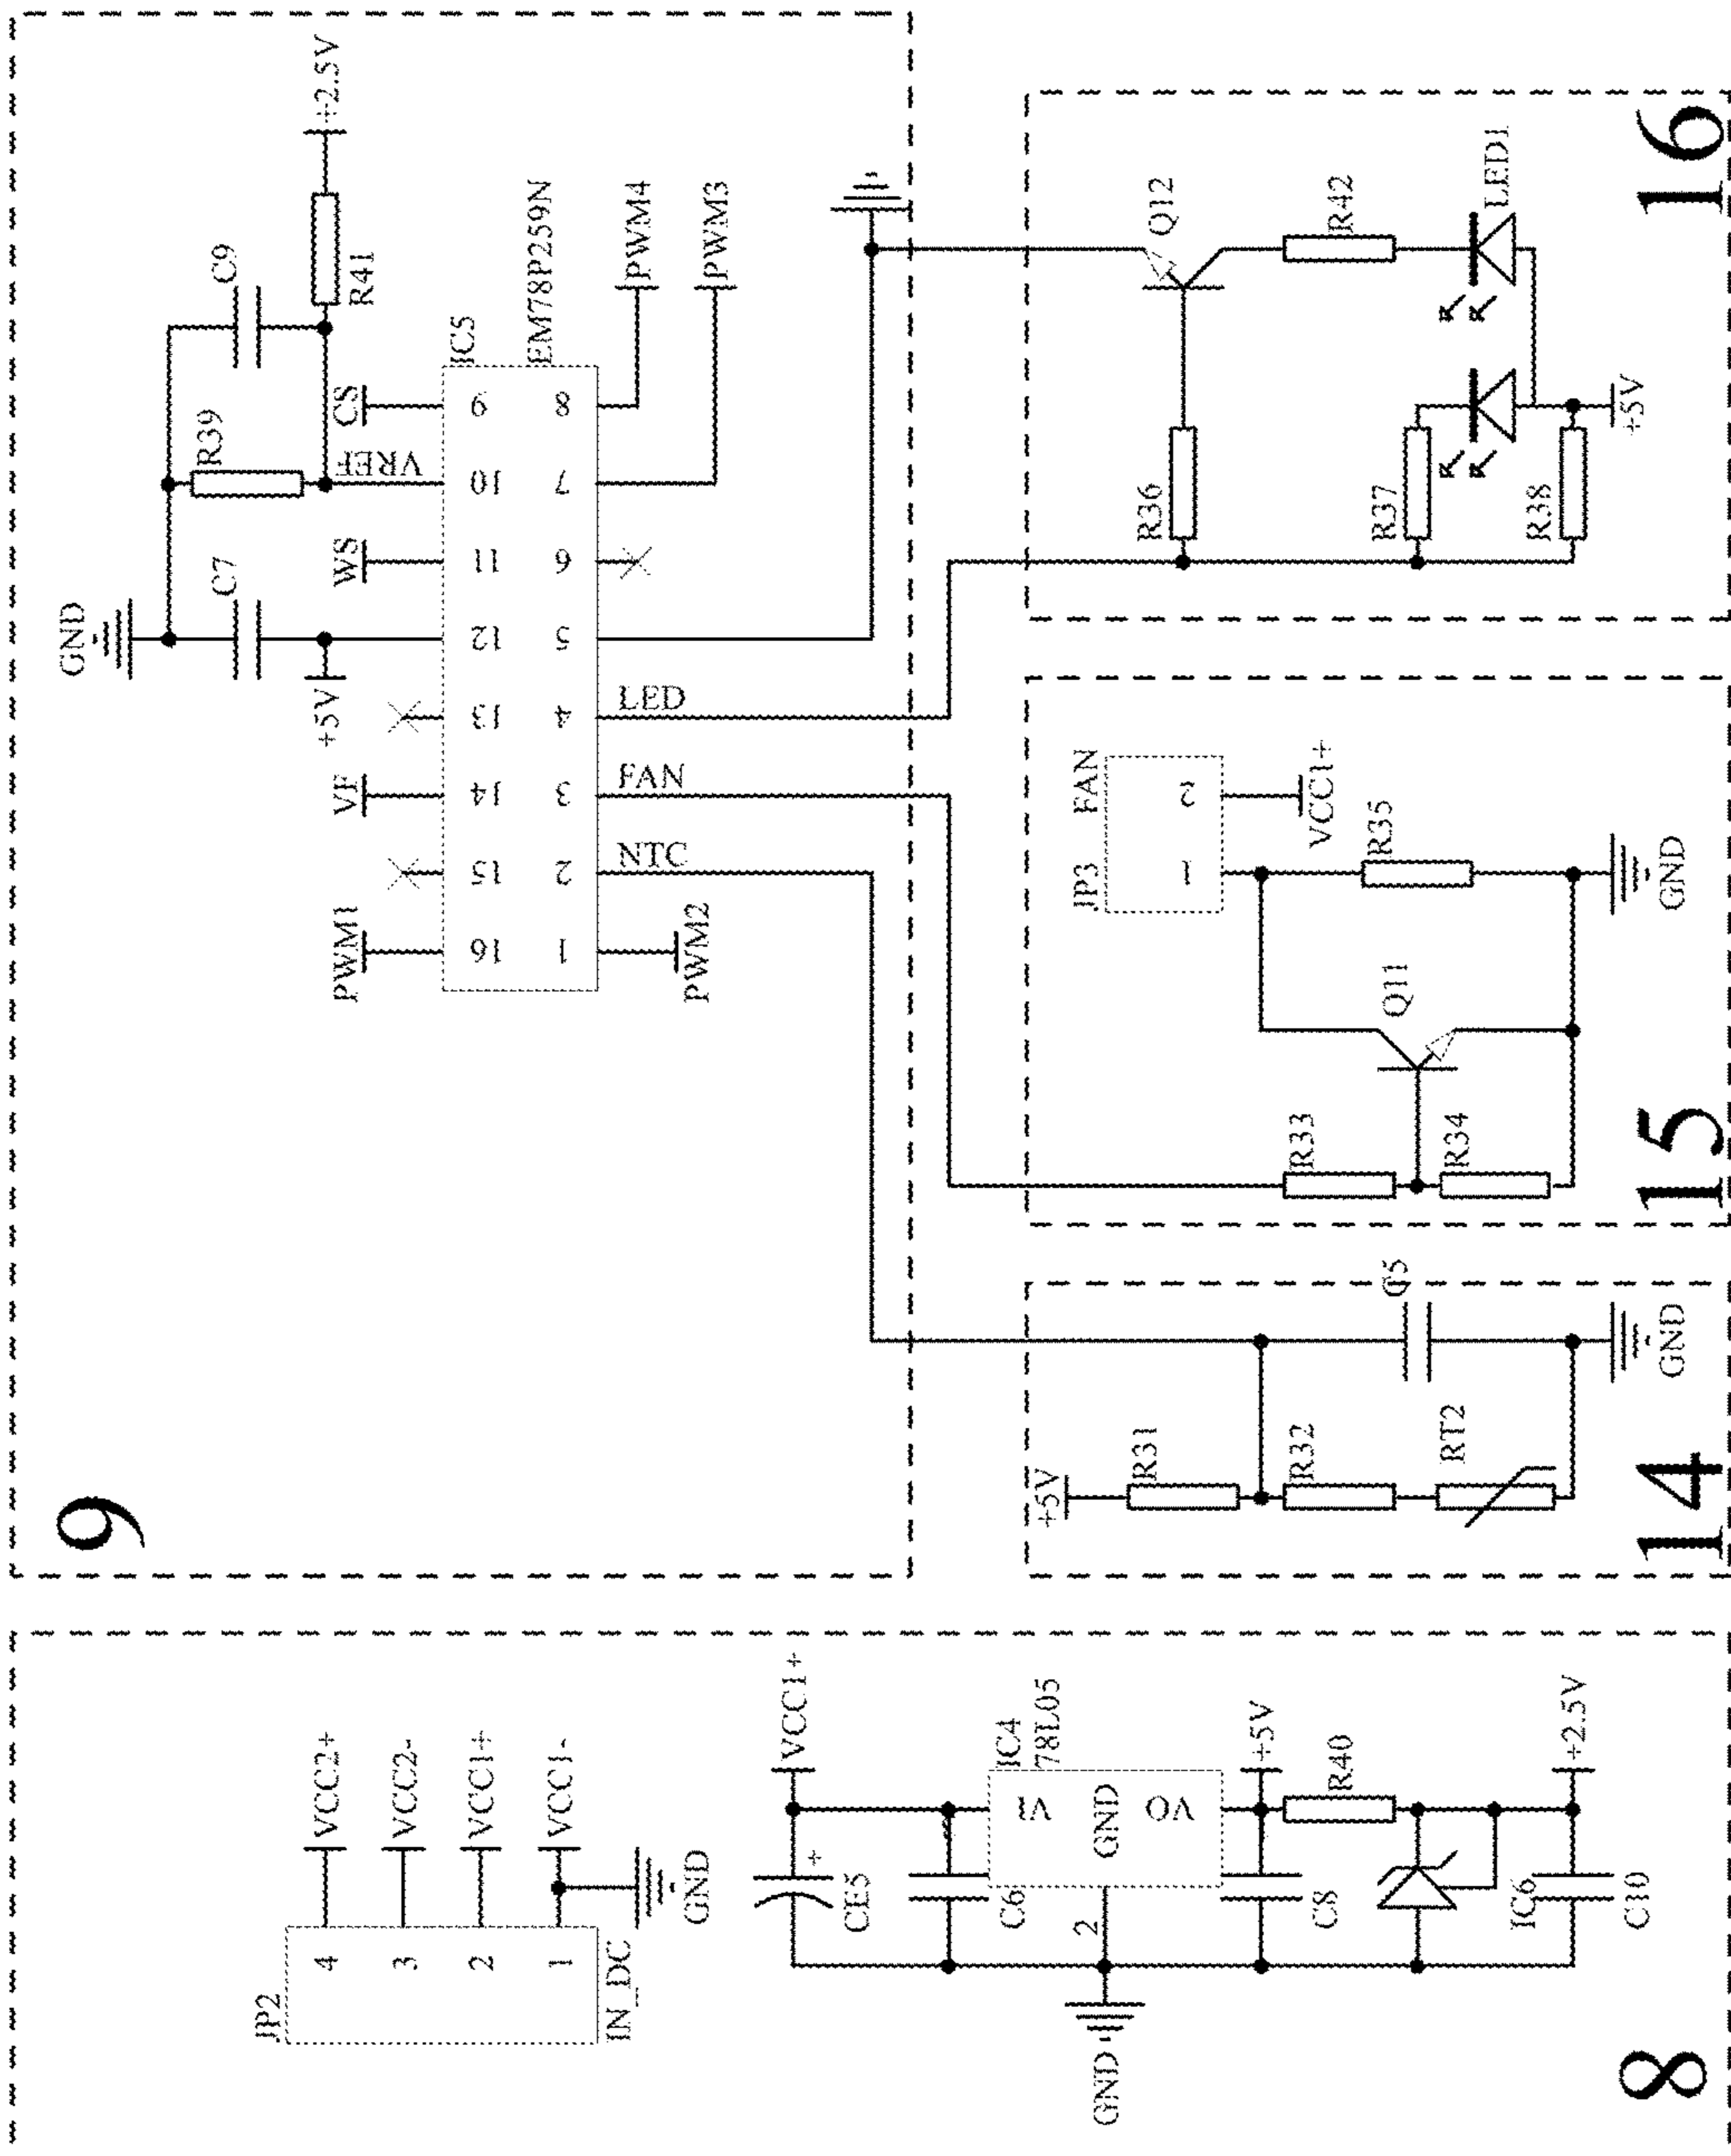 9
GND
C7
+5V
R39
C9
R41
+2.5V
PWM1
VF
WS
VREF
CS
IC5
16
15
14
13
12
11
10
9
1
2
3
4
5
6
7
8
EM78P259N
PWM2
NTC
FAN
LED
PWM4
PWM3
8
JP2
4
3
2
1
IN_DC
VCC2+
VCC2-
VCC1+
VCC1-
GND
VCC1+
CE5
+
C6
IC4
78L05
VI
GND
VO
2
GND
C8
+5V
R40
IC6
C10
+2.5V
14
+5V
R31
R32
RT2
C5
GND
15
R33
R34
Q11
JP3
FAN
1
2
VCC1+
R35
GND
16
Q12
R36
R42
R37
R38
LED1
+5V